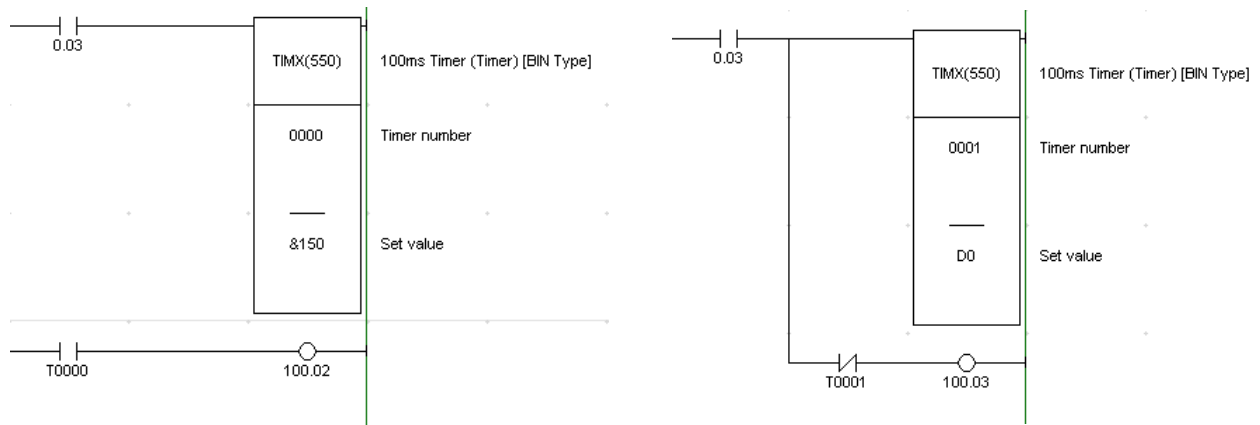 0.03
TIMX(550)
100ms Timer (Timer) [BIN Type]
0000
Timer number
&150
Set value
T0000
100.02
0.03
TIMX(550)
100ms Timer (Timer) [BIN Type]
0001
Timer number
D0
Set value
T0001
100.03